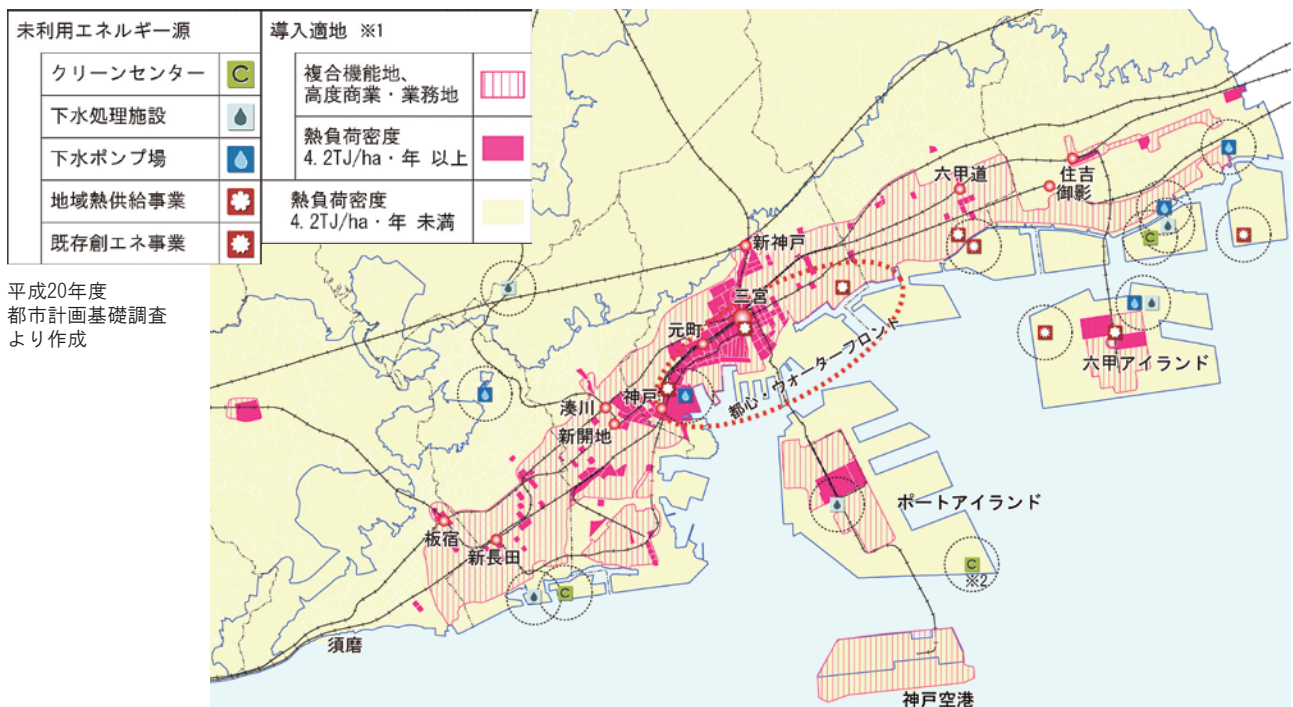 未利用エネルギー源
クリーンセンター
C
下水処理施設
下水ポンプ場
地域熱供給事業
既存創エネ事業
導入適地 ※1
複合機能地、
高度商業・業務地
熱負荷密度
4.2TJ/ha・年 以上
熱負荷密度
4.2TJ/ha・年 未満
平成20年度
都市計画基礎調査
より作成
六甲道
住吉
御影
C
新神戸
三宮
元町
都心・ウォーターフロンド
六甲アイランド
神戸
湊川
新開地
ポートアイランド
板宿
新長田
C
※2
C
須磨
神戸空港